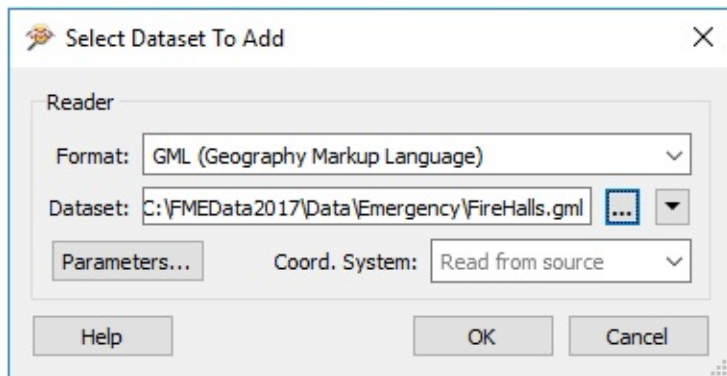 Select Dataset To Add
Reader
Format: GML (Geography Markup Language)
Dataset: C:\FMEData2017\Data\Emergency\FireHalls.gml ...
Parameters... Coord. System: Read from source
Help OK Cancel